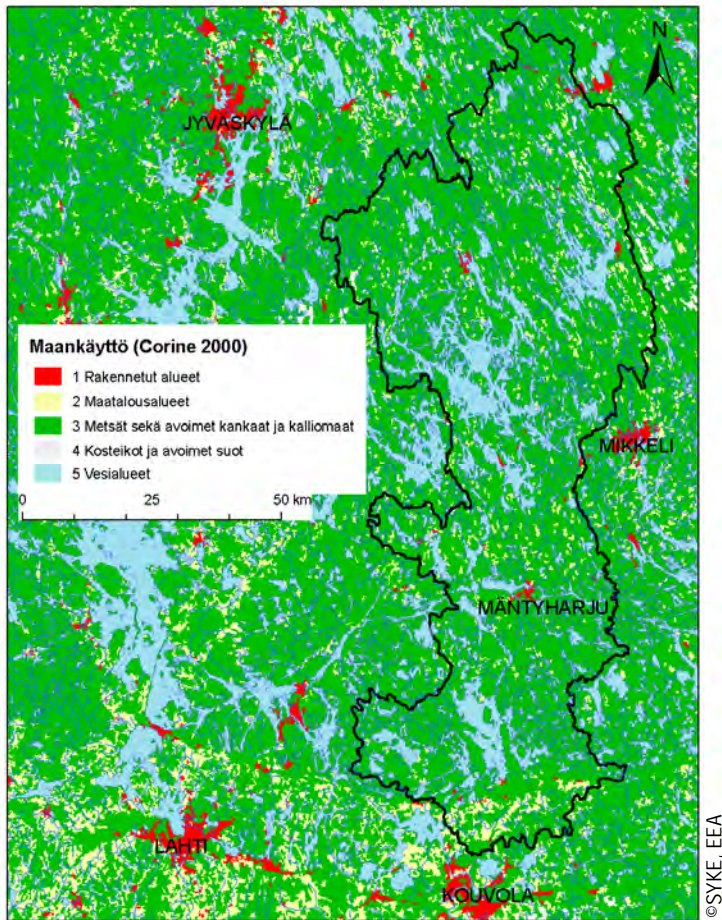 N
JYVÄSKYLÄ
Maankäyttö (Corine 2000)
1 Rakennetut alueet
2 Maatalousalueet
3 Metsät sekä avoimet kankaat ja kalliomaat
4 Kosteikot ja avoimet suot
5 Vesialueet
0 25 50 km
MIKKELI
MÄNTYHARJU
LAHTI
KOUVOLA
©SYKE, EEA